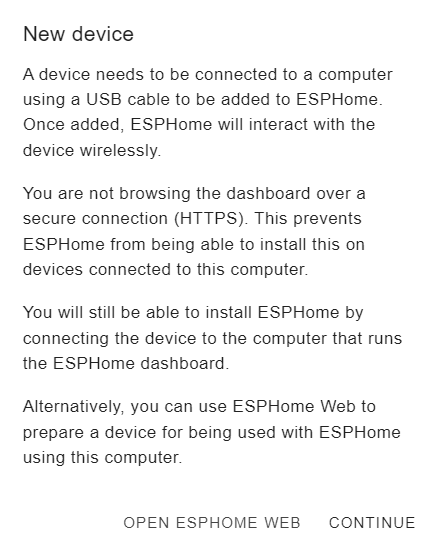 New device
A device needs to be connected to a computer
using a USB cable to be added to ESPHome.
Once added, ESPHome will interact with the
device wirelessly.
You are not browsing the dashboard over a
secure connection (HTTPS). This prevents
ESPHome from being able to install this on
devices connected to this computer.
You will still be able to install ESPHome by
connecting the device to the computer that runs
the ESPHome dashboard.
Alternatively, you can use ESPHome Web to
prepare a device for being used with ESPHome
using this computer.
OPEN ESPHOME WEB CONTINUE